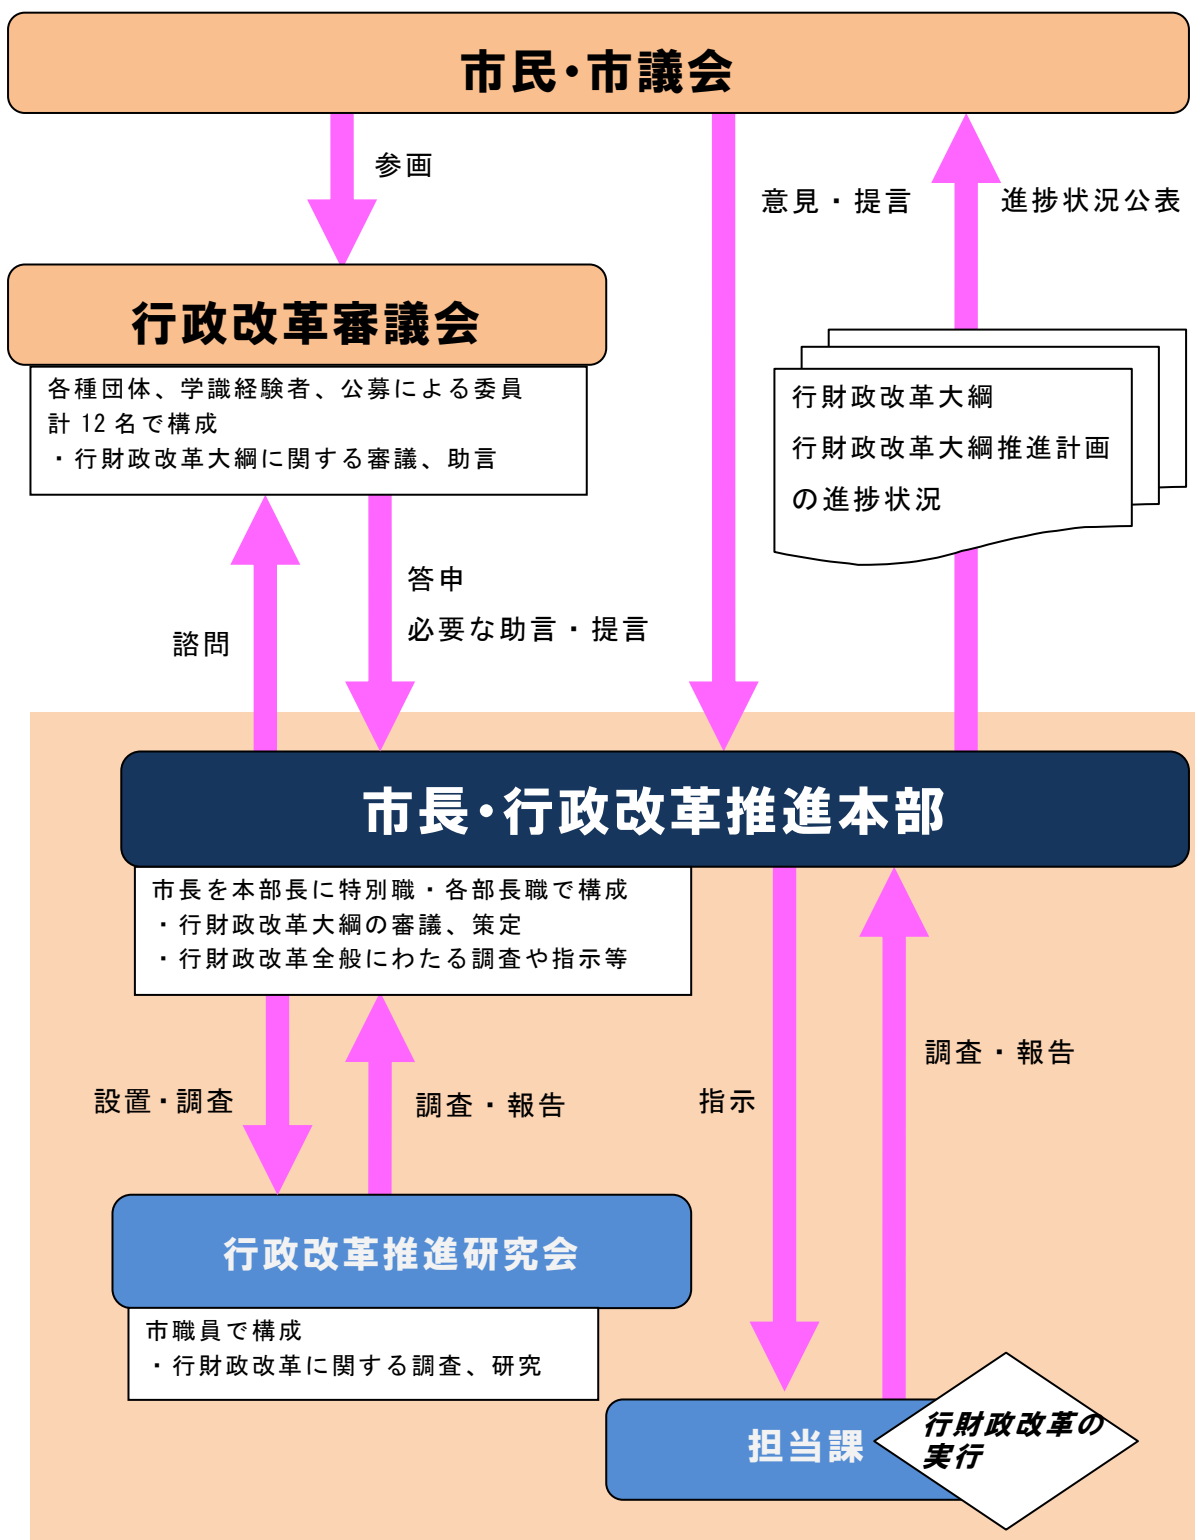 市民・市議会
参画
意見・提言
進捗状況公表
行政改革審議会
各種団体、学識経験者、公募による委員
計12名で構成
・行財政改革大綱に関する審議、助言
行財政改革大綱
行財政改革大綱推進計画
の進捗状況
諮問
答申
必要な助言・提言
市長・行政改革推進本部
市長を本部長に特別職・各部長職で構成
・行財政改革大綱の審議、策定
・行財政改革全般にわたる調査や指示等
設置・調査
調査・報告
指示
調査・報告
行政改革推進研究会
市職員で構成
・行財政改革に関する調査、研究
担当課
行財政改革の
実行